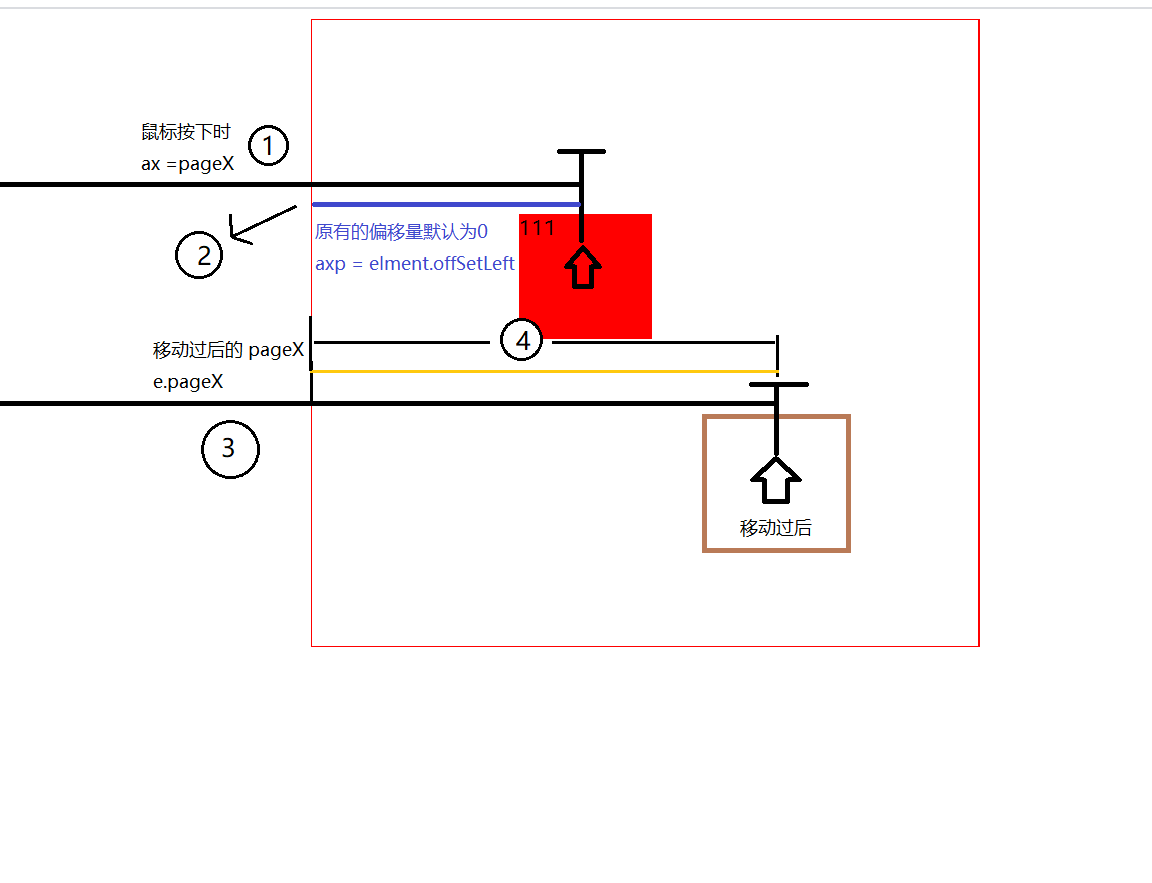 鼠标按下时
1
ax =pageX
111
原有的偏移量默认为0
2
axp = elment.offSetLeft
4
移动过后的 pageX
e.pageX
3
移动过后